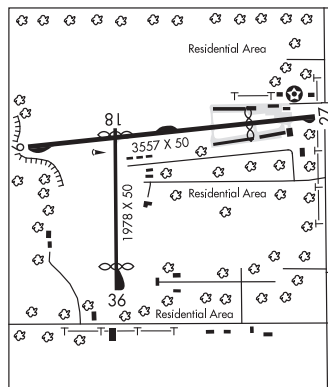 Residential Area
18
27
9
3557 X 50
1978 X 50
Residential Area
36
Residential Area